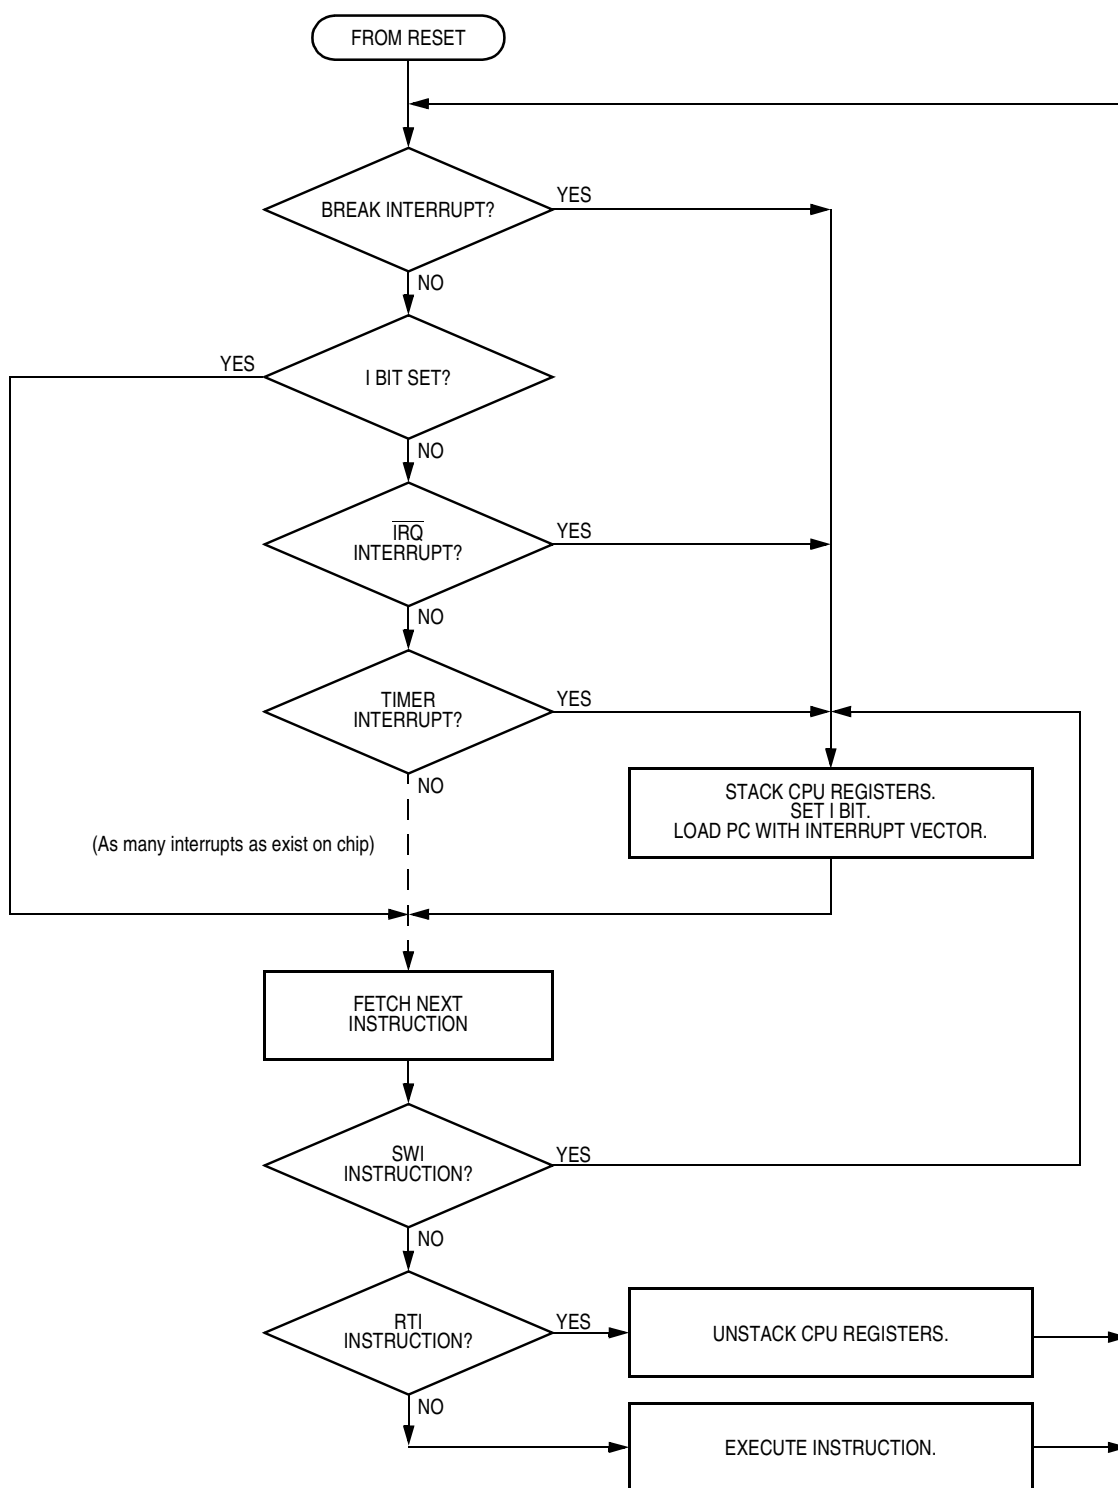 FROM RESET
BREAK INTERRUPT?
YES
NO
YES
I BIT SET?
NO
IRQ
INTERRUPT?
YES
NO
TIMER
INTERRUPT?
YES
NO
STACK CPU REGISTERS.
SET I BIT.
LOAD PC WITH INTERRUPT VECTOR.
(As many interrupts as exist on chip)
FETCH NEXT
INSTRUCTION
SWI
INSTRUCTION?
YES
NO
RTI
INSTRUCTION?
YES
UNSTACK CPU REGISTERS.
NO
EXECUTE INSTRUCTION.